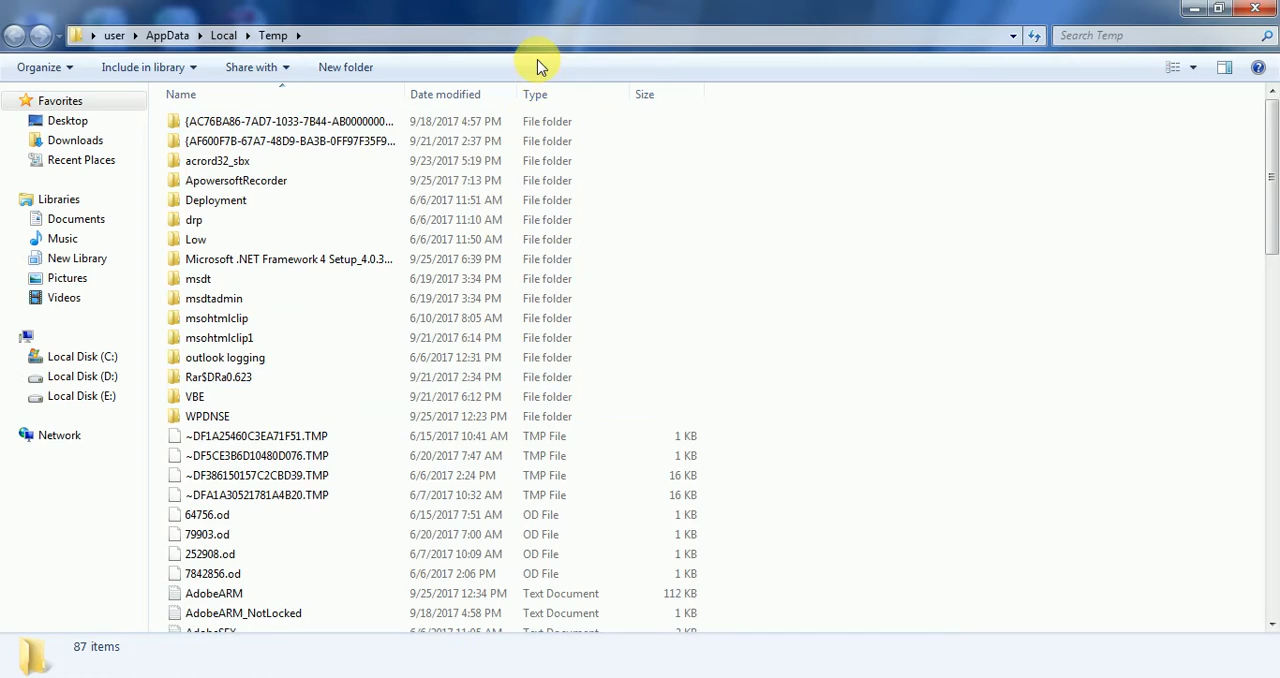 user AppData Local Temp Search Temp
Organize Include in library Share with New folder
Name Date modified Type Size
Favorites
Desktop
Downloads
Recent Places
Libraries
Documents
Music
New Library
Pictures
Videos
Local Disk (C:)
Local Disk (D:)
Local Disk (E:)
Network
{AC76BA86-7AD7-1033-7B44-AB0000000... 9/18/2017 4:57 PM File folder
{AF600F7B-67A7-48D9-BA3B-0FF97F35F9... 9/21/2017 2:37 PM File folder
acrord32_sbx 9/23/2017 5:19 PM File folder
ApowersoftRecorder 9/25/2017 7:13 PM File folder
Deployment 6/6/2017 11:51 AM File folder
drp 6/6/2017 11:10 AM File folder
Low 6/6/2017 11:50 AM File folder
Microsoft .NET Framework 4 Setup_4.0.3... 9/25/2017 6:39 PM File folder
msdt 6/19/2017 3:34 PM File folder
msdtadmin 6/19/2017 3:34 PM File folder
msohtmlclip 6/10/2017 8:05 AM File folder
msohtmlclip1 9/21/2017 6:14 PM File folder
outlook logging 6/6/2017 12:31 PM File folder
Rar$DRa0.623 9/21/2017 2:34 PM File folder
VBE 9/21/2017 6:12 PM File folder
WPDNSE 9/25/2017 12:23 PM File folder
~DF1A25460C3EA71F51.TMP 6/15/2017 10:41 AM TMP File 1 KB
~DF5CE3B6D10480D076.TMP 6/20/2017 7:47 AM TMP File 1 KB
~DF386150157C2CBD39.TMP 6/6/2017 2:24 PM TMP File 16 KB
~DFA1A30521781A4B20.TMP 6/7/2017 10:32 AM TMP File 16 KB
64756.od 6/15/2017 7:51 AM OD File 1 KB
79903.od 6/20/2017 7:00 AM OD File 1 KB
252908.od 6/7/2017 10:09 AM OD File 1 KB
7842856.od 6/6/2017 2:06 PM OD File 1 KB
AdobeARM 9/25/2017 12:34 PM Text Document 112 KB
AdobeARM_NotLocked 9/18/2017 4:58 PM Text Document 1 KB
87 items